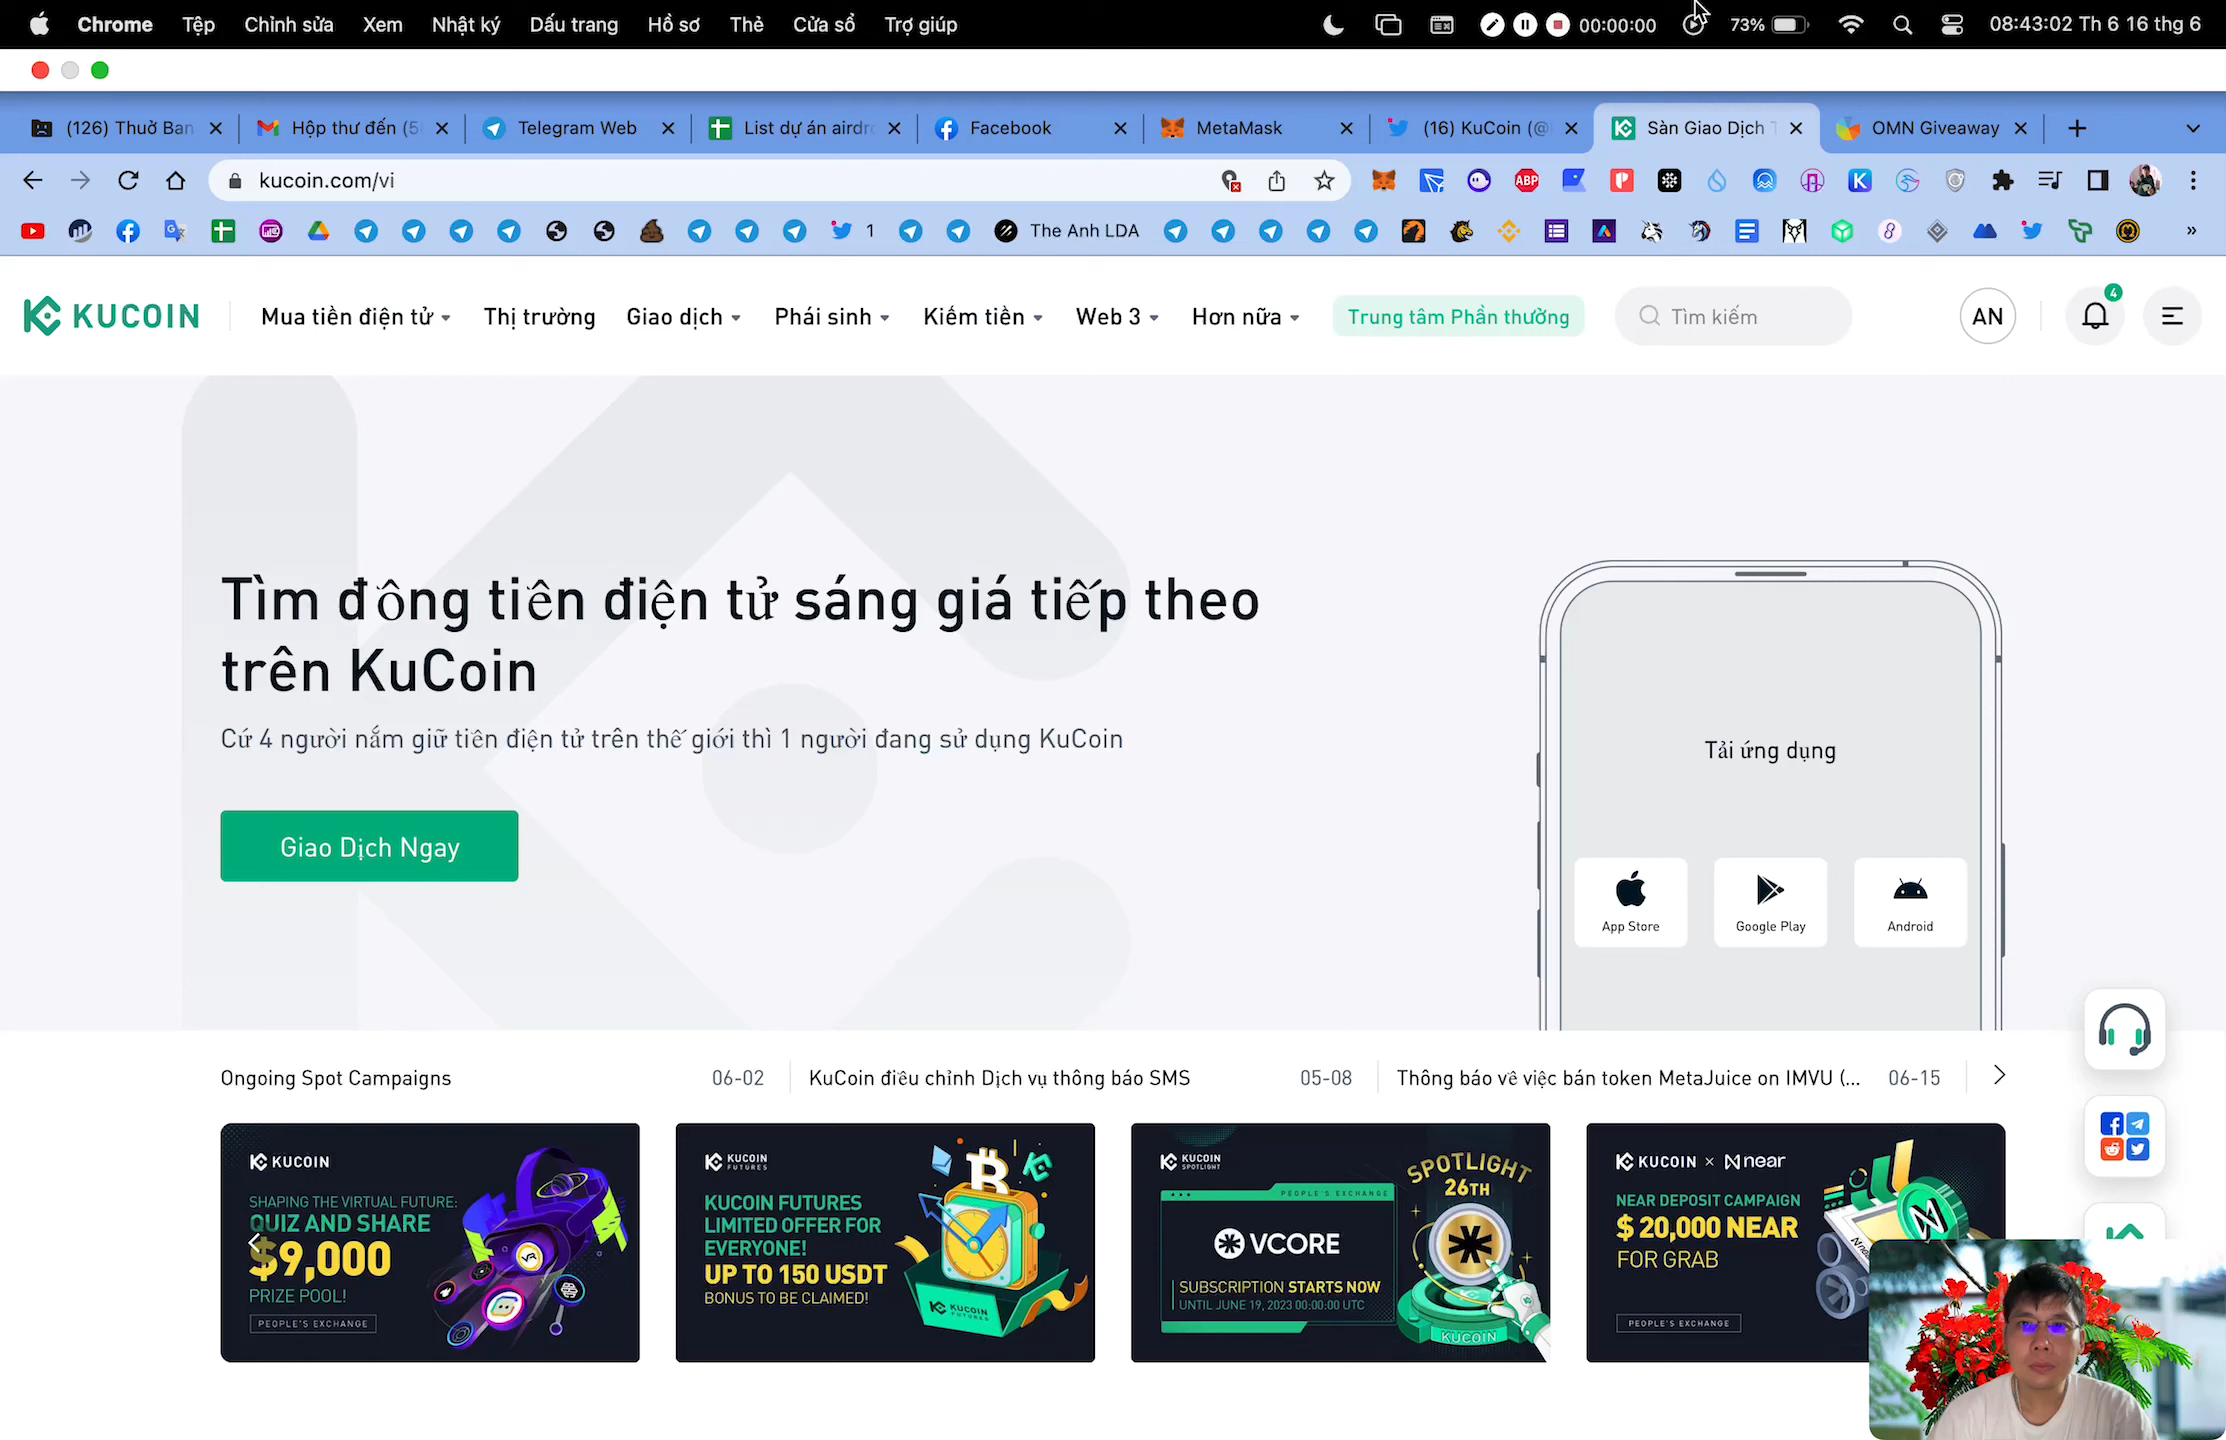 Chrome Tệp Chỉnh sửa Xem Nhật ký Dấu trang Hồ sơ Thẻ Cửa sổ Trợ giúp 00:00:00 73% 08:43:02 Th 6 16 thg 6
(126) Thuở Ban Hộp thư đến (5 Telegram Web List dự án airdr Facebook MetaMask (16) KuCoin (@ Sàn Giao Dịch T OMN Giveaway
kucoin.com/vi ABP
1 The Anh LDA »
KUCOIN Mua tiền điện tử Thị trường Giao dịch Phái sinh Kiếm tiền Web 3 Hơn nữa Trung tâm Phần thưởng Tìm kiếm AN 4
Tìm đồng tiền điện tử sáng giá tiếp theo
trên KuCoin
Cứ 4 người nắm giữ tiền điện tử trên thế giới thì 1 người đang sử dụng KuCoin
Giao Dịch Ngay
Tải ứng dụng
App Store Google Play Android
Ongoing Spot Campaigns 06-02 KuCoin điều chỉnh Dịch vụ thông báo SMS 05-08 Thông báo về việc bán token MetaJuice on IMVU (... 06-15
KUCOIN
SHAPING THE VIRTUAL FUTURE:
QUIZ AND SHARE
$9,000
PRIZE POOL!
PEOPLE'S EXCHANGE
VR
KUCOIN
FUTURES
KUCOIN FUTURES
LIMITED OFFER FOR
EVERYONE!
UP TO 150 USDT
BONUS TO BE CLAIMED!
KUCOIN
FUTURES
KUCOIN
SPOTLIGHT
PEOPLE'S EXCHANGE
VCORE
SUBSCRIPTION STARTS NOW
UNTIL JUNE 19, 2023 00:00:00 UTC
SPOTLIGHT
26TH
KUCOIN
KUCOIN × near
NEAR DEPOSIT CAMPAIGN
$ 20,000 NEAR
FOR GRAB
PEOPLE'S EXCHANGE